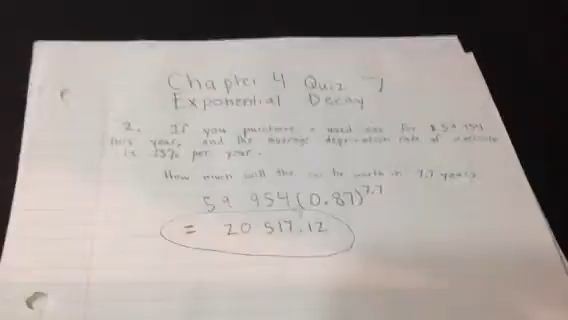 Chapter 4 Quiz
Exponential Decay
2. If you purchase a used car for $59 954
this year, and the average depreciation rate of
is 13% per year.
How much will the car be worth in 7.7 years
59 954(0.87)^7.7
= 20 517.12